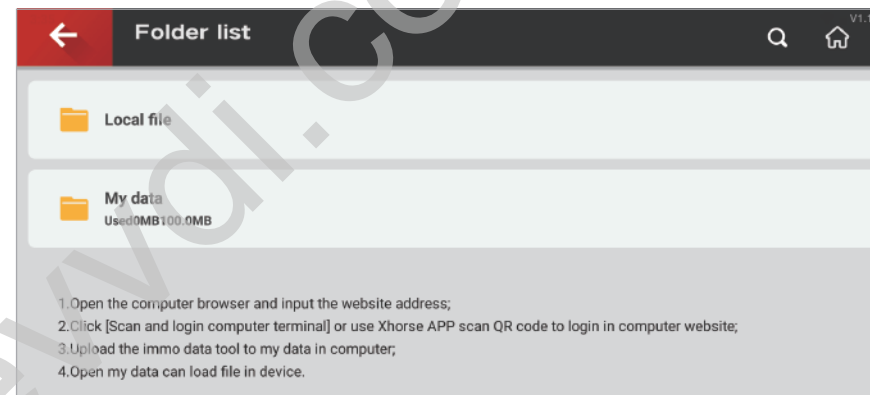 Folder list
V1.1
Local file
My data
Used0MB100.0MB
1.Open the computer browser and input the website address;
2.Click [Scan and login computer terminal] or use Xhorse APP scan QR code to login in computer website;
3.Upload the immo data tool to my data in computer;
4.Open my data can load file in device.
evvdi.co